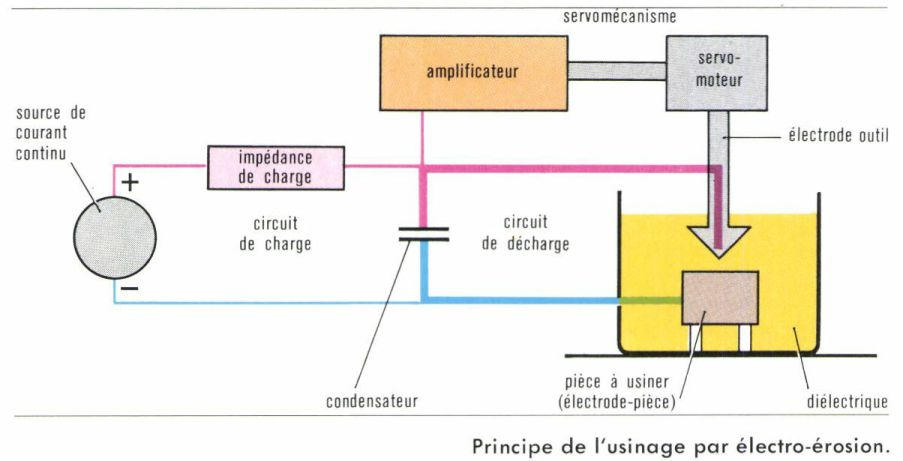 servomécanisme
amplificateur
servo-
moteur
source de
courant
continu
électrode outil
impédance
de charge
+
circuit
de charge
circuit
de décharge
−
pièce à usiner
(électrode-pièce)
condensateur
diélectrique
Principe de l'usinage par électro-érosion.